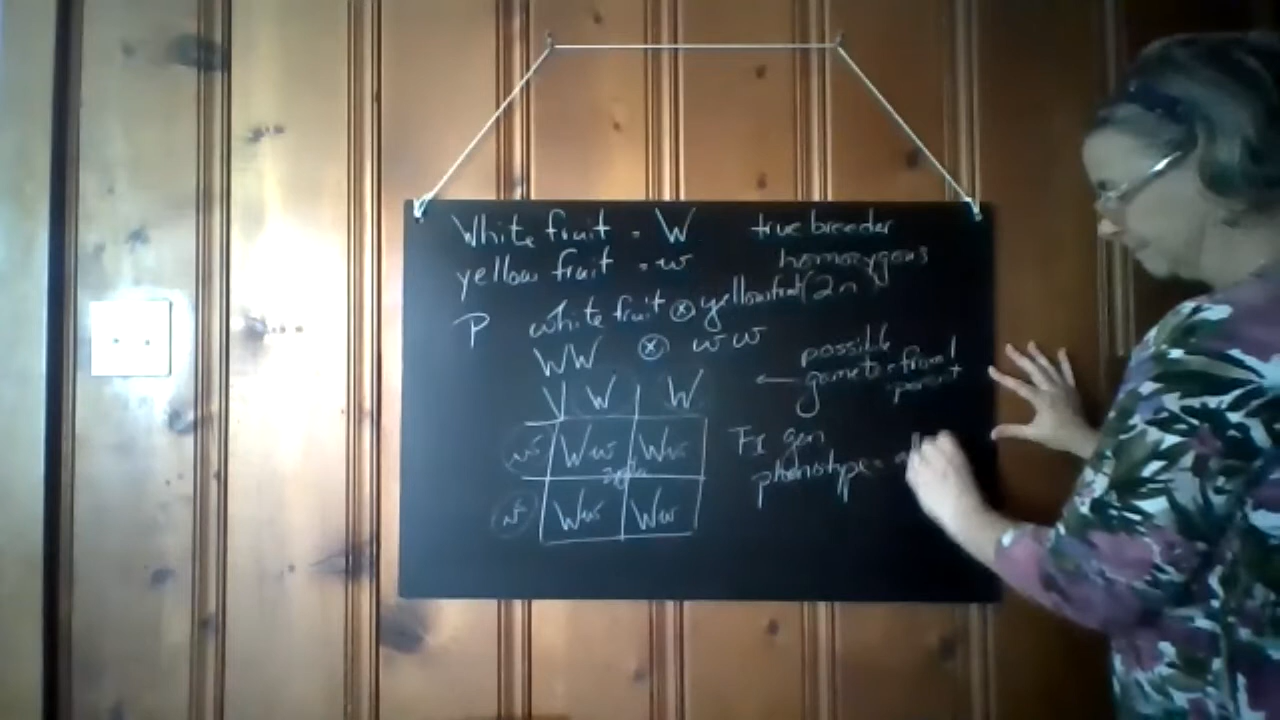 White fruit = W true breeder
yellow fruit = w homozygous
P white fruit ⊗ yellow fruit (2n
WW ⊗ ww
possible
← gamete from 1
parent
W W
w Ww Ww
w Ww Ww
F1 gen
phenotype =